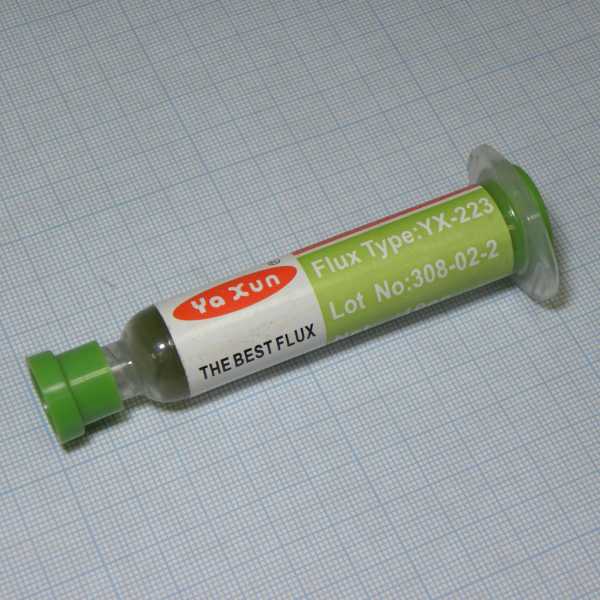 Ya Xun ®
THE BEST FLUX
Flux Type:YX-223
Lot No:308-02-2